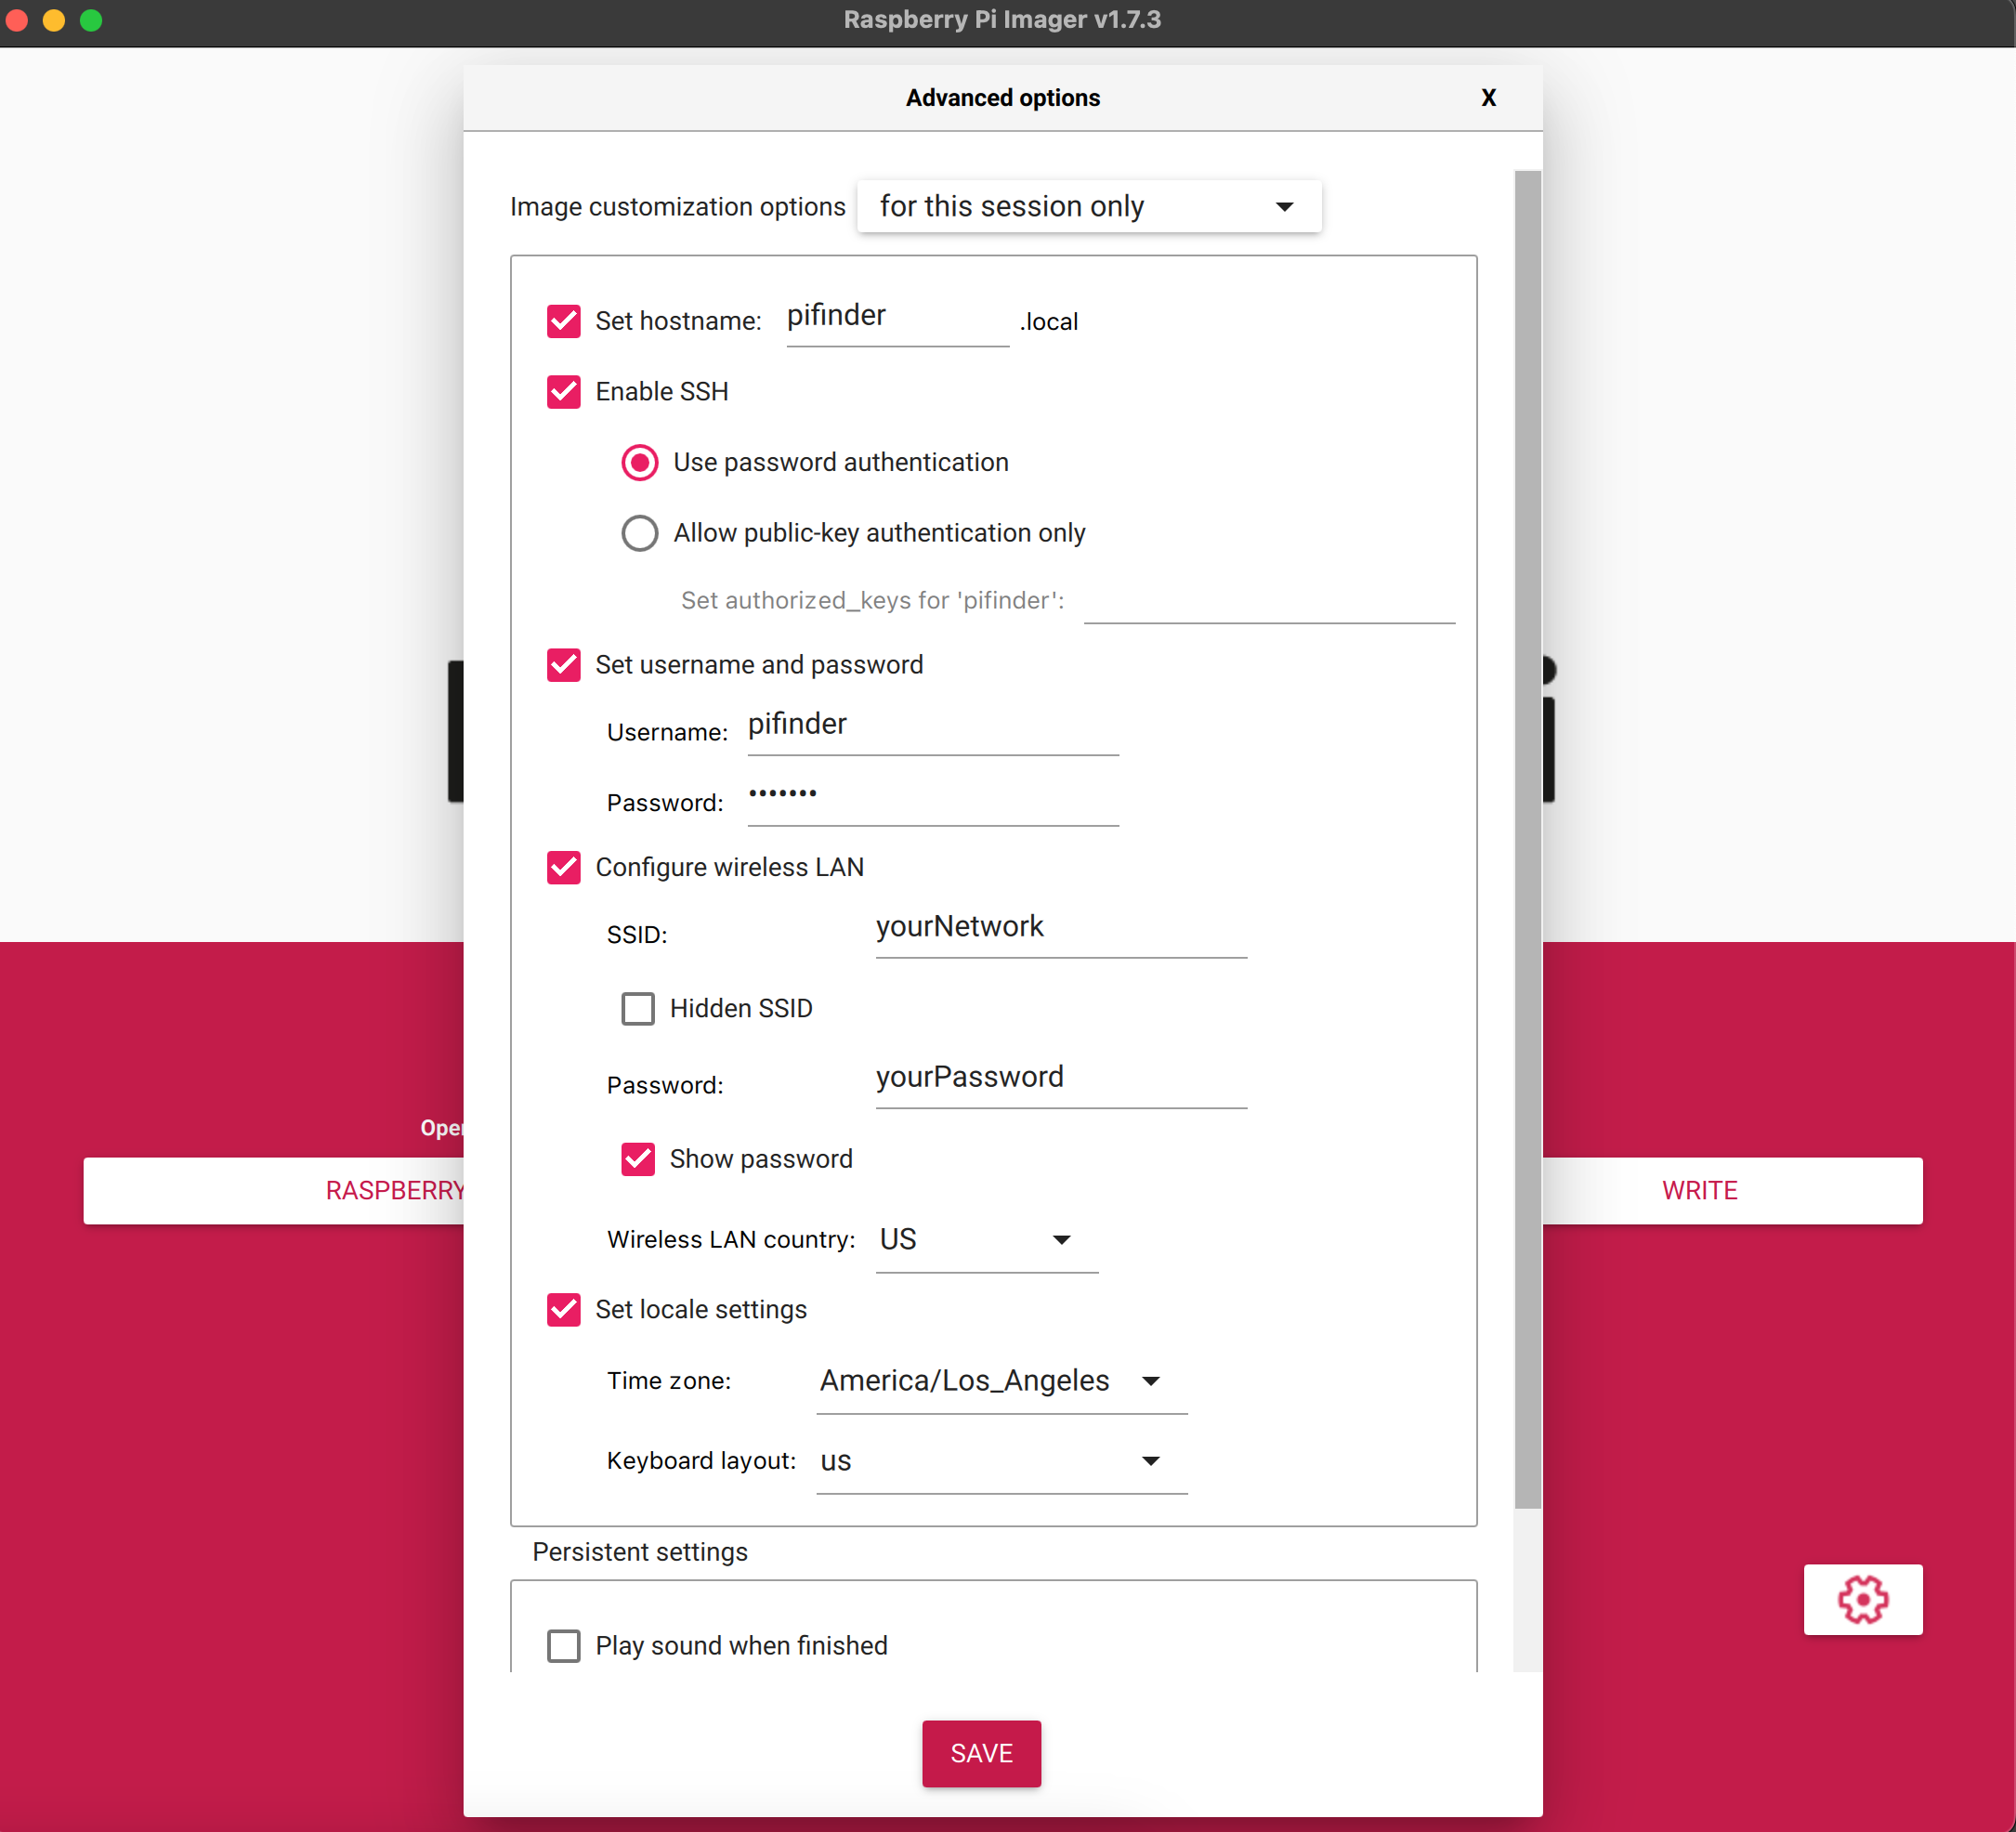 Raspberry Pi Imager v1.7.3
Advanced options X
Image customization options for this session only
Set hostname: pifinder .local
Enable SSH
Use password authentication
Allow public-key authentication only
Set authorized_keys for 'pifinder':
Set username and password
Username: pifinder
Password: •••••••
Configure wireless LAN
SSID: yourNetwork
Hidden SSID
Password: yourPassword
Show password
Wireless LAN country: US
Set locale settings
Time zone: America/Los_Angeles
Keyboard layout: us
Persistent settings
Play sound when finished
SAVE
Oper
RASPBERRY
WRITE